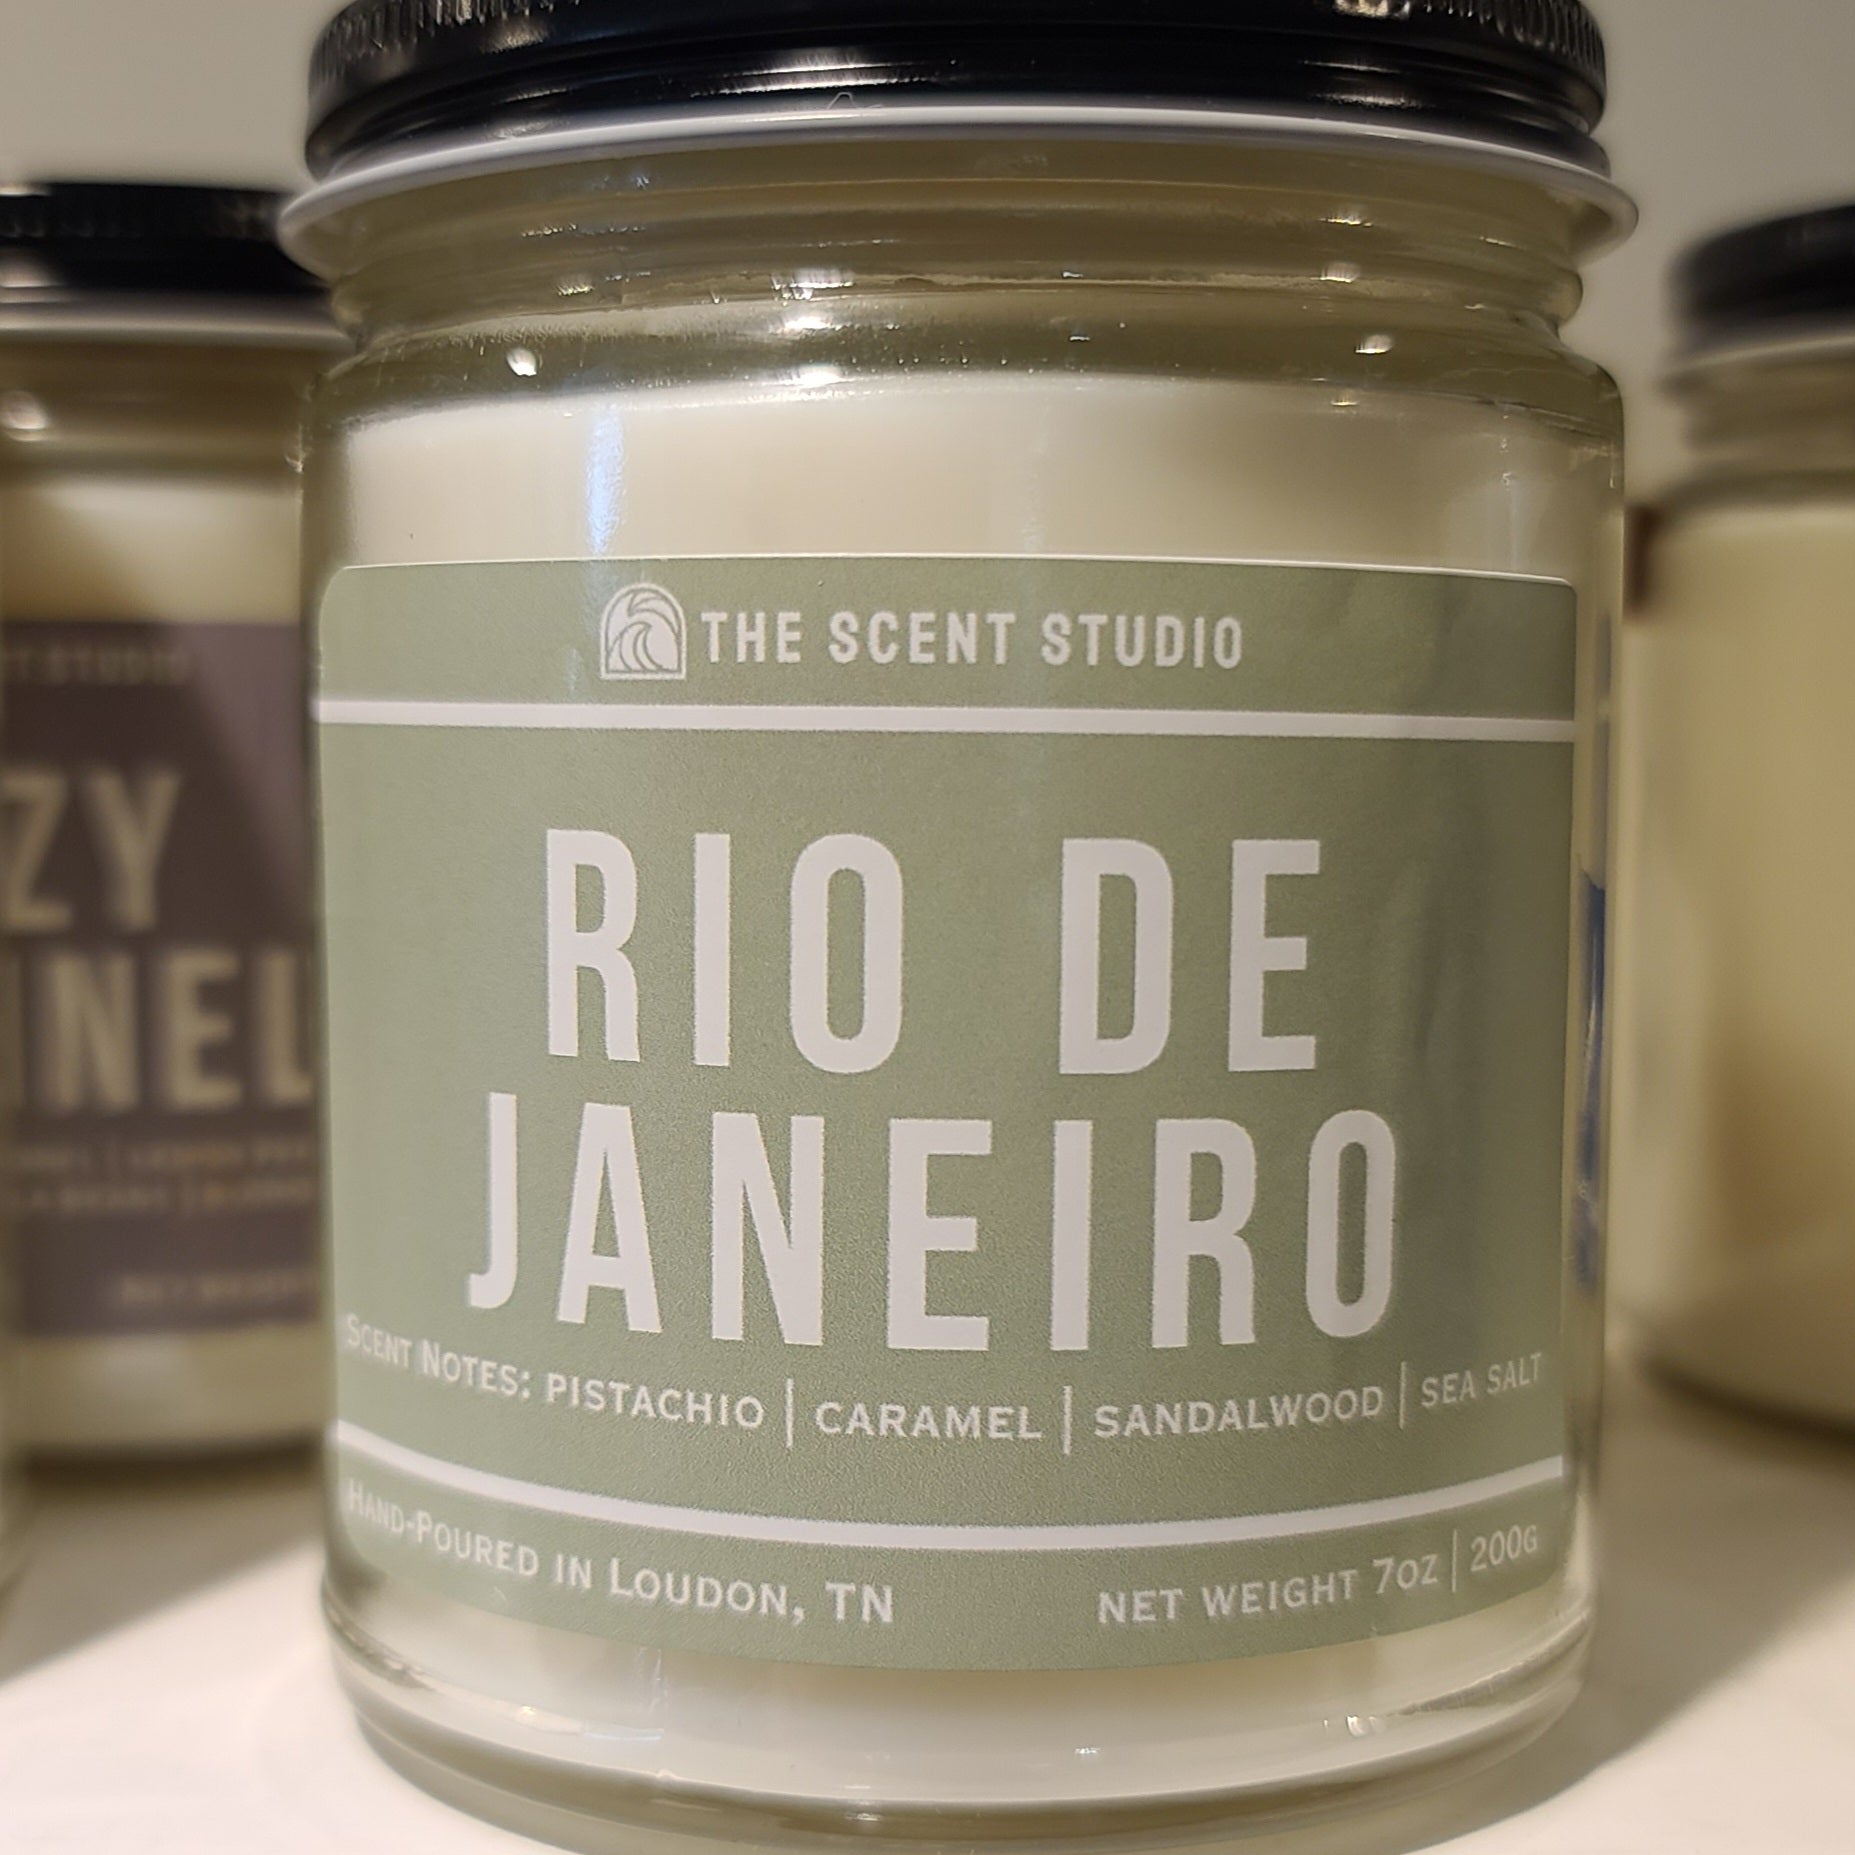 THE SCENT STUDIO
RIO DE
JANEIRO
SCENT NOTES: PISTACHIO | CARAMEL | SANDALWOOD | SEA SALT
HAND-POURED IN LOUDON, TN
NET WEIGHT 7OZ | 200G
ZY
NEL